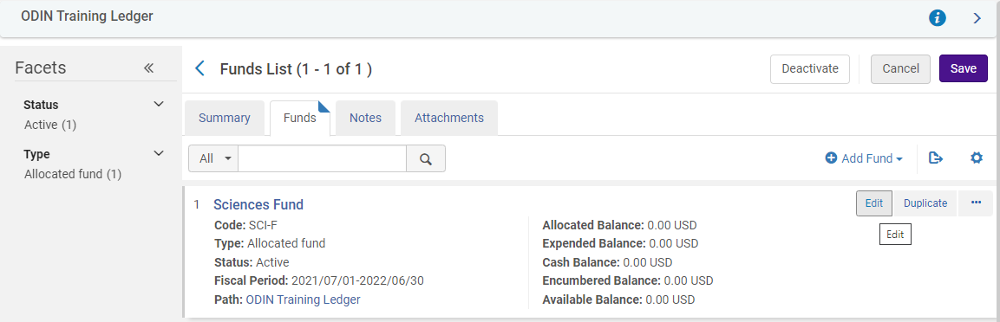 ODIN Training Ledger
Facets
Status
Active (1)
Type
Allocated fund (1)
Funds List (1 - 1 of 1 )
Deactivate
Cancel
Save
Summary
Funds
Notes
Attachments
All
Add Fund
1 Sciences Fund
Edit
Duplicate
Edit
Code: SCI-F
Type: Allocated fund
Status: Active
Fiscal Period: 2021/07/01-2022/06/30
Path: ODIN Training Ledger
Allocated Balance: 0.00 USD
Expended Balance: 0.00 USD
Cash Balance: 0.00 USD
Encumbered Balance: 0.00 USD
Available Balance: 0.00 USD